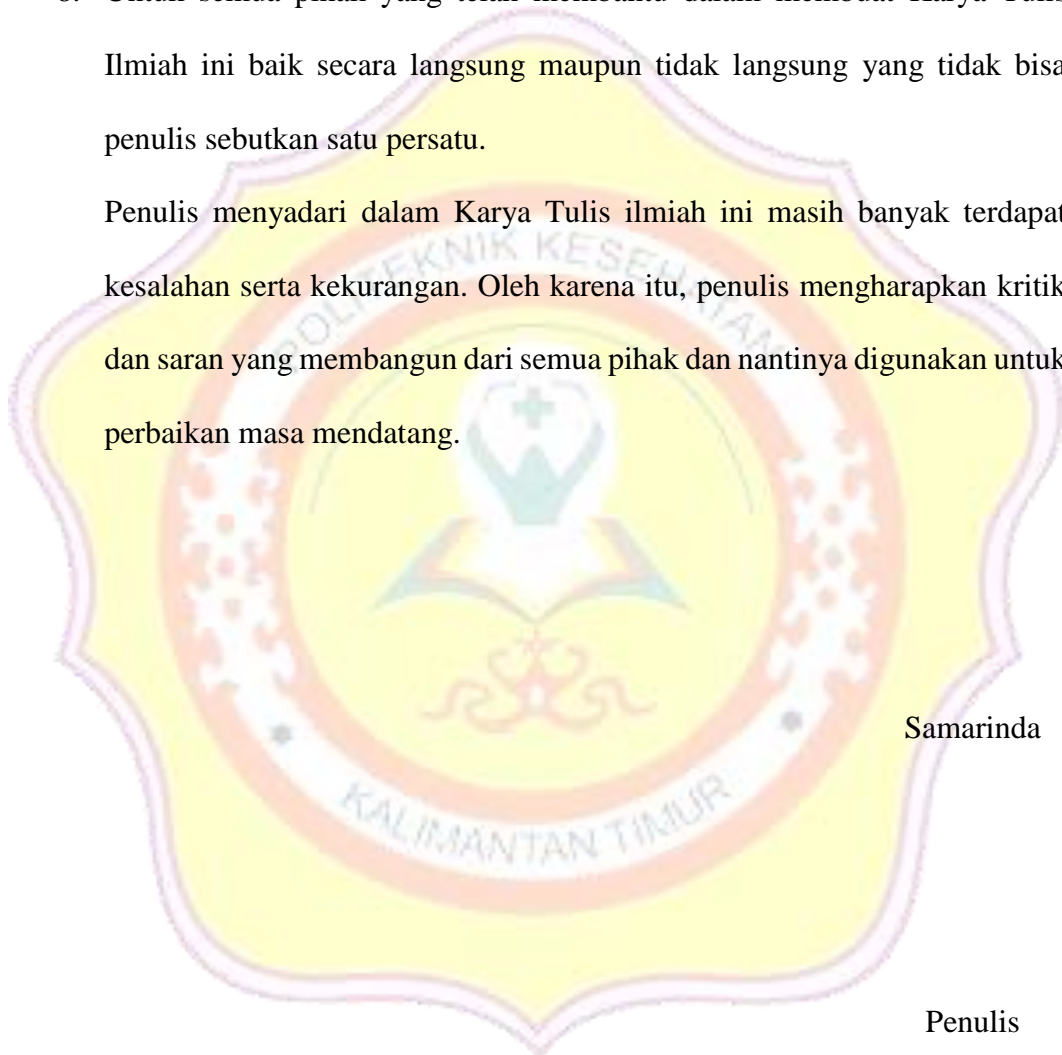 Ilmiah ini baik secara langsung maupun tidak langsung yang tidak bisa
penulis sebutkan satu persatu.
Penulis menyadari dalam Karya Tulis ilmiah ini masih banyak terdapat
kesalahan serta kekurangan. Oleh karena itu, penulis mengharapkan kritik
dan saran yang membangun dari semua pihak dan nantinya digunakan untuk
perbaikan masa mendatang.
POLITEKNIK KESEHATAN
Samarinda
KALIMANTAN TIMUR
Penulis